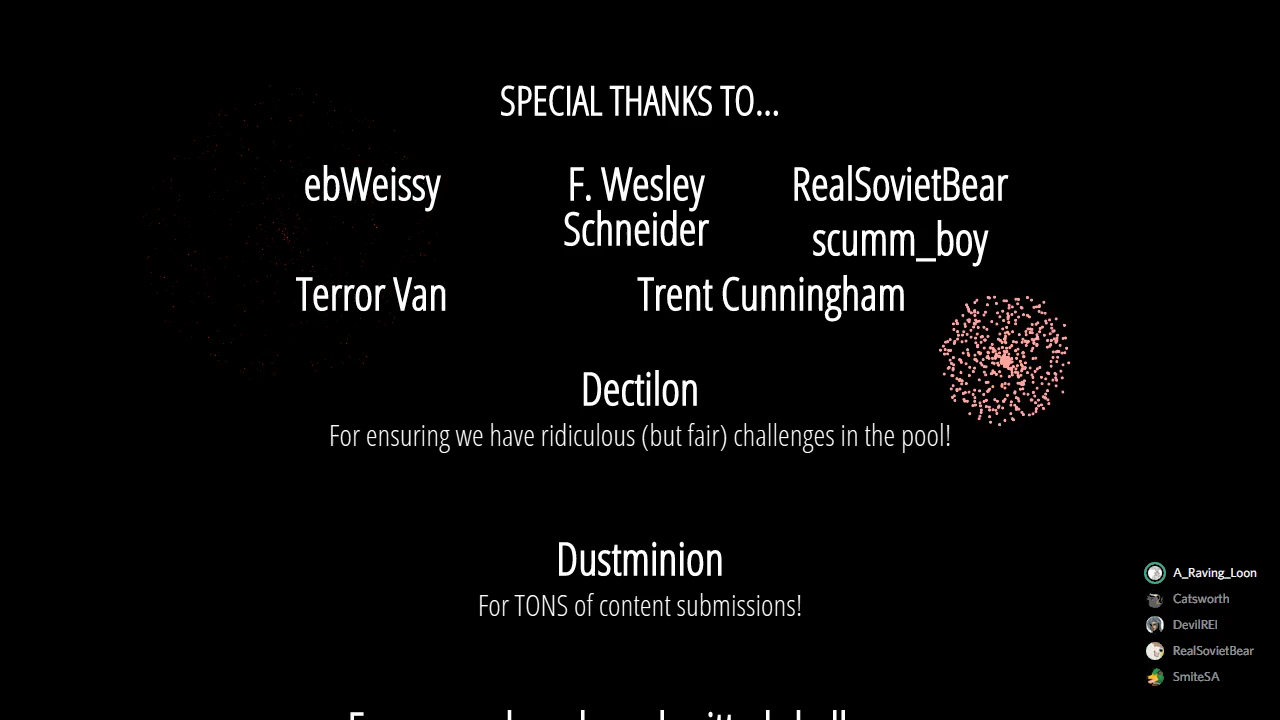 SPECIAL THANKS TO...
ebWeissy
F. Wesley
Schneider
RealSovietBear
scumm_boy
Terror Van
Trent Cunningham
Dectilon
For ensuring we have ridiculous (but fair) challenges in the pool!
Dustminion
For TONS of content submissions!
A_Raving_Loon
Catsworth
DevilREI
RealSovietBear
SmiteSA